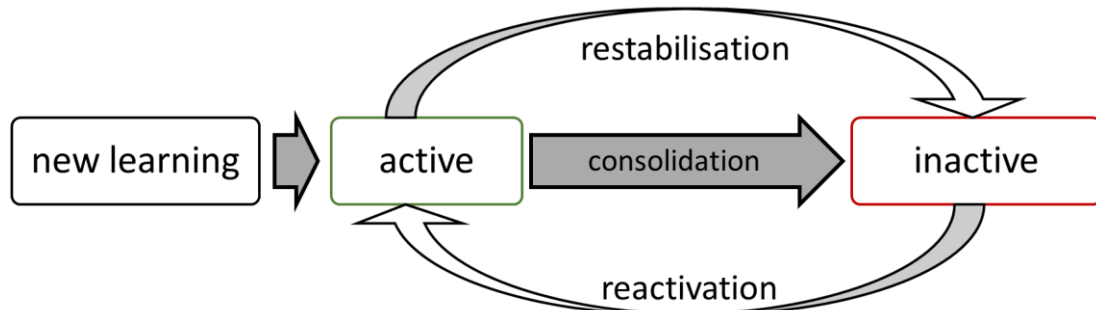 restabilisation
new learning
active
consolidation
inactive
reactivation